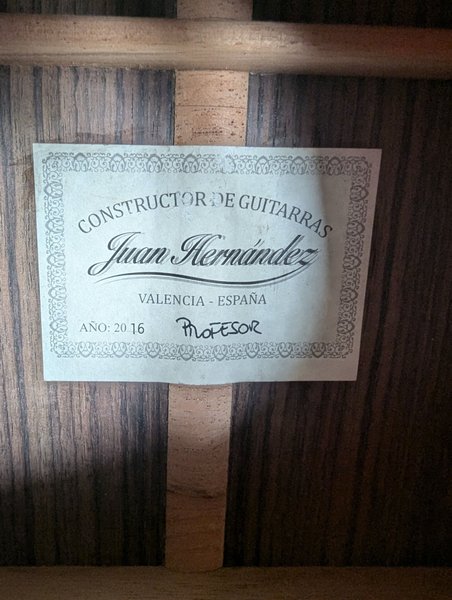 CONSTRUCTOR DE GUITARRAS
Juan Hernández
VALENCIA - ESPAÑA
AÑO: 2016 PROFESOR